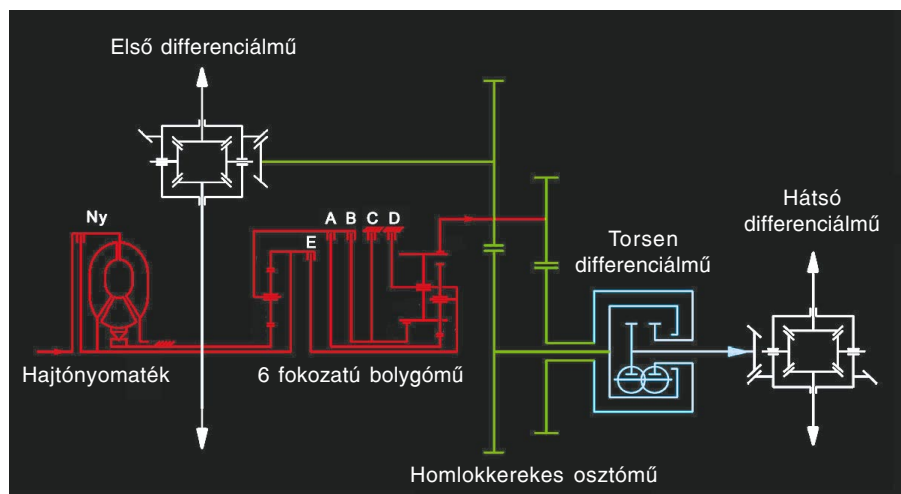 Első differenciálmű
Ny
A B C D
E
Hátsó
differenciálmű
Torsen
differenciálmű
Hajtónyomaték
6 fokozatú bolygómű
Homlokkerekes osztómű